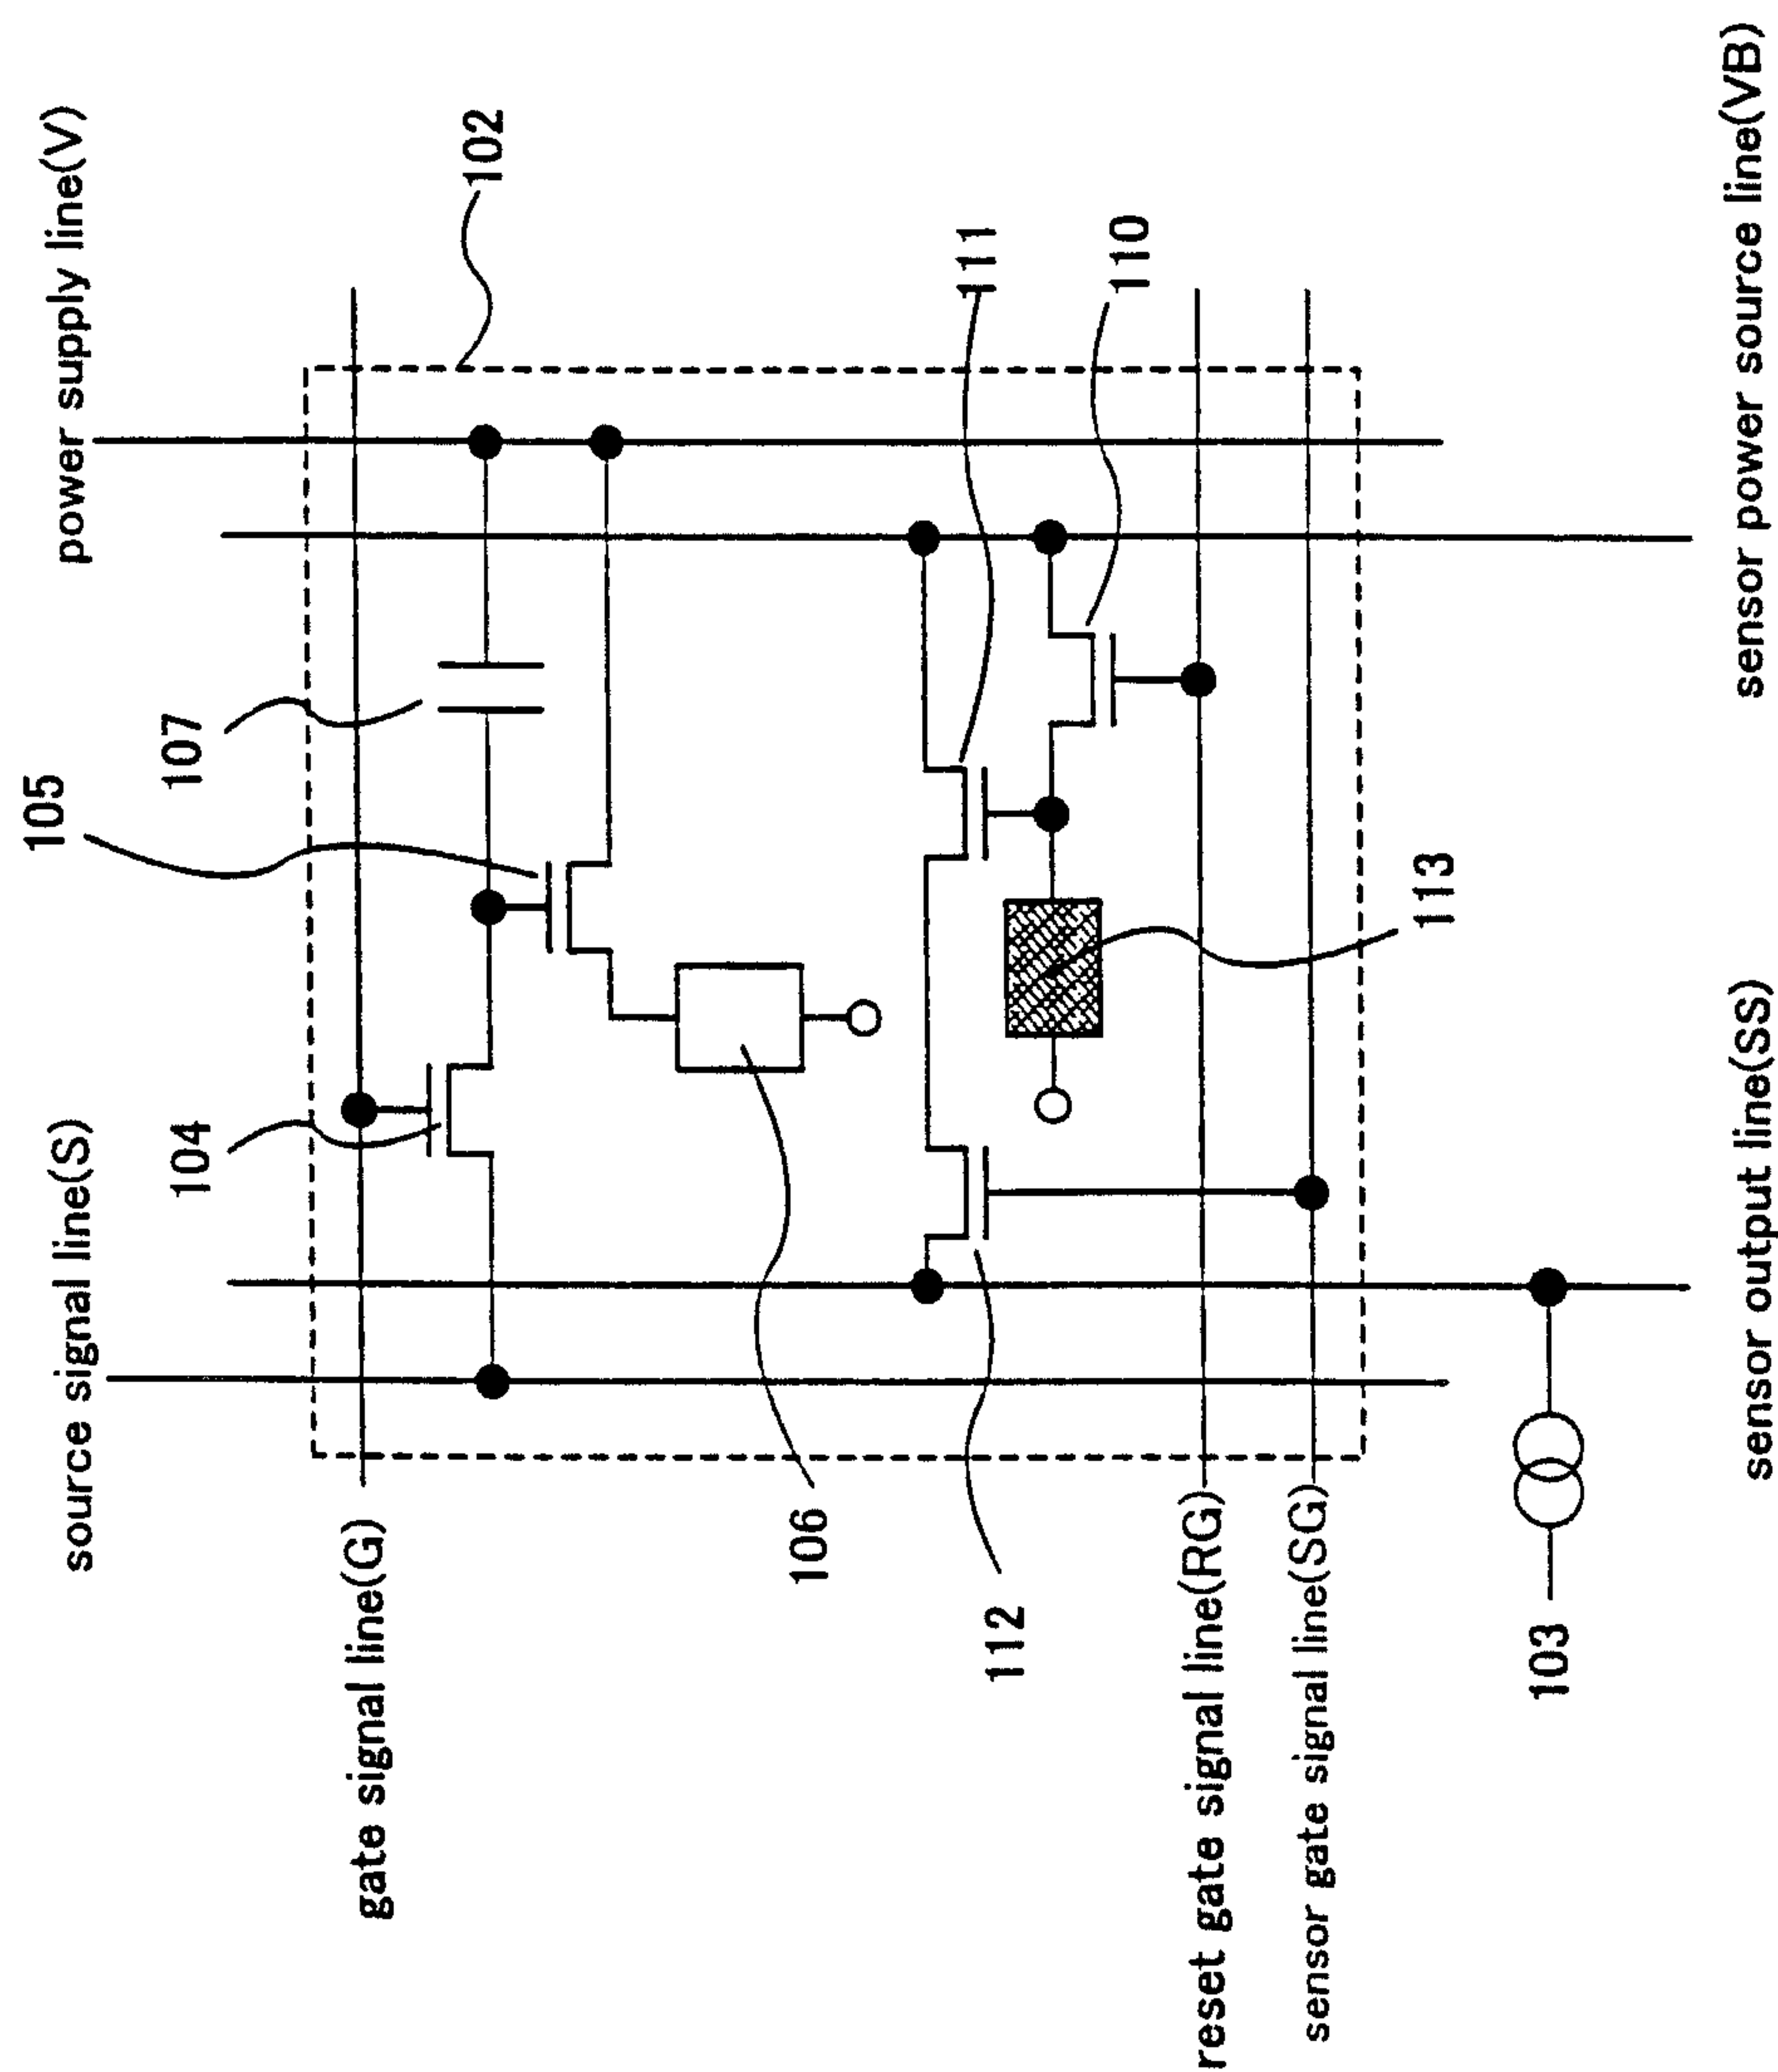 source signal line(S)
power supply line(V)
105
107
104
102
gate signal line(G)
106
111
110
112
113
reset gate signal line(RG)
sensor gate signal line(SG)
103
sensor output line(SS)
sensor power source line(VB)